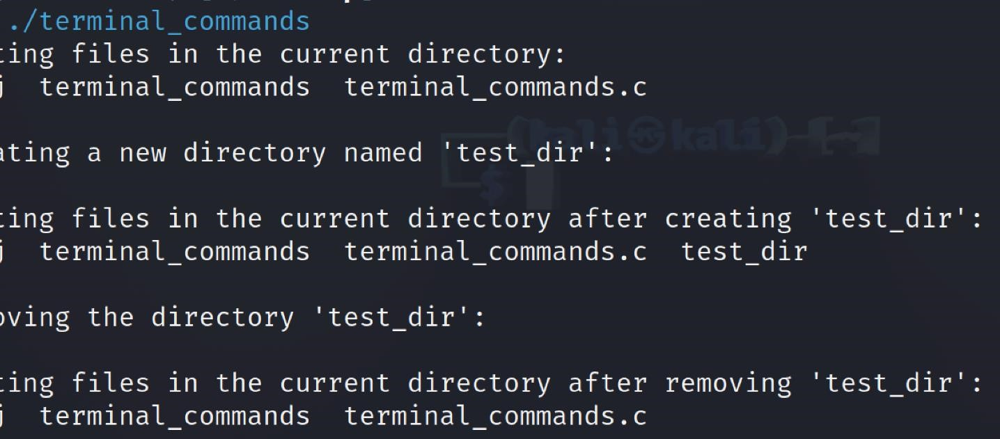 ./terminal_commands
ting files in the current directory:
j terminal_commands terminal_commands.c
ating a new directory named 'test_dir':
(kali㉿kali)-[~]
$
ting files in the current directory after creating 'test_dir':
j terminal_commands terminal_commands.c test_dir
oving the directory 'test_dir':
ting files in the current directory after removing 'test_dir':
j terminal_commands terminal_commands.c